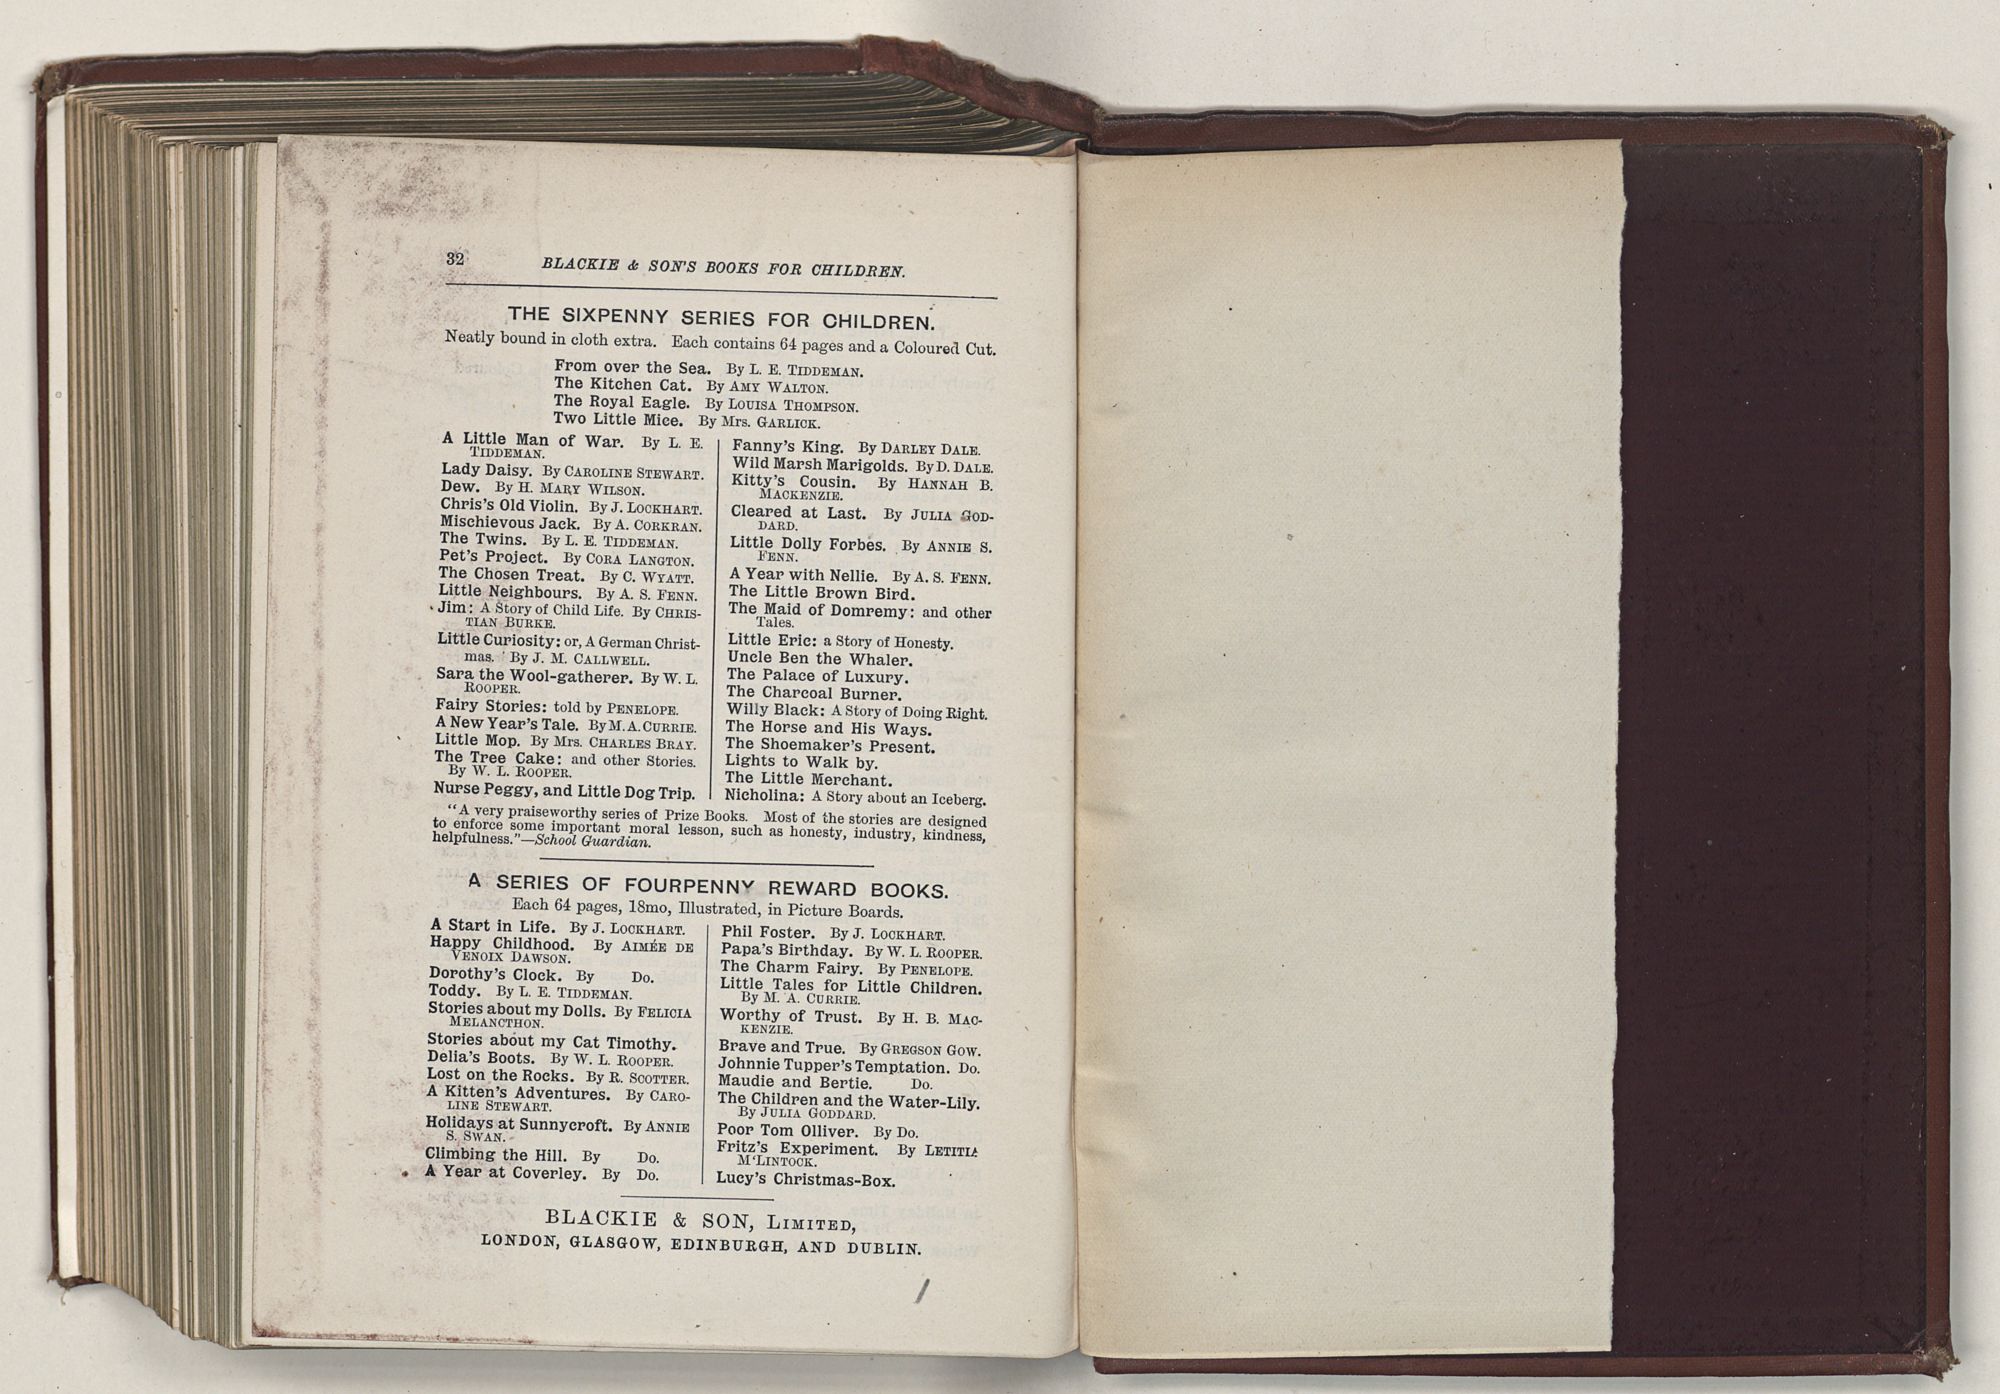 32
BLACKIE & SON'S BOOKS FOR CHILDREN.
THE SIXPENNY SERIES FOR CHILDREN.
Neatly bound in cloth extra. Each contains 64 pages and a Coloured Cut.
From over the Sea. By L. E. TIDDEMAN.
The Kitchen Cat. By AMY WALTON.
The Royal Eagle. By LOUISA THOMPSON.
Two Little Mice. By Mrs. GARLICK.
A Little Man of War. By L. E.
TIDDEMAN.
Lady Daisy. By CAROLINE STEWART.
Dew. By H. MARY WILSON.
Chris's Old Violin. By J. LOCKHART.
Mischievous Jack. By A. CORKRAN.
The Twins. By L. E. TIDDEMAN.
Pet's Project. By CORA LANGTON.
The Chosen Treat. By C. WYATT.
Little Neighbours. By A. S. FENN.
Jim: A Story of Child Life. By CHRIS-
TIAN BURKE.
Little Curiosity: or, A German Christ-
mas. By J. M. CALLWELL.
Sara the Wool-gatherer. By W. L.
ROOPER.
Fairy Stories: told by PENELOPE.
A New Year's Tale. By M. A. CURRIE.
Little Mop. By Mrs. CHARLES BRAY.
The Tree Cake: and other Stories.
By W. L. ROOPER.
Nurse Peggy, and Little Dog Trip.
Fanny's King. By DARLEY DALE.
Wild Marsh Marigolds. By D. DALE.
Kitty's Cousin. By HANNAH B.
MACKENZIE.
Cleared at Last. By JULIA GOD-
DARD.
Little Dolly Forbes. By ANNIE S.
FENN.
A Year with Nellie. By A. S. FENN.
The Little Brown Bird.
The Maid of Domremy: and other
Tales.
Little Eric: a Story of Honesty.
Uncle Ben the Whaler.
The Palace of Luxury.
The Charcoal Burner.
Willy Black: A Story of Doing Right.
The Horse and His Ways.
The Shoemaker's Present.
Lights to Walk by.
The Little Merchant.
Nicholina: A Story about an Iceberg.
"A very praiseworthy series of Prize Books. Most of the stories are designed
to enforce some important moral lesson, such as honesty, industry, kindness,
helpfulness."—School Guardian.
A SERIES OF FOURPENNY REWARD BOOKS.
Each 64 pages, 18mo, Illustrated, in Picture Boards.
A Start in Life. By J. LOCKHART.
Happy Childhood. By AIMÉE DE
VENOIX DAWSON.
Dorothy's Clock. By Do.
Toddy. By L. E. TIDDEMAN.
Stories about my Dolls. By FELICIA
MELANCTHON.
Stories about my Cat Timothy.
Delia's Boots. By W. L. ROOPER.
Lost on the Rocks. By R. SCOTTER.
A Kitten's Adventures. By CARO-
LINE STEWART.
Holidays at Sunnycroft. By ANNIE
S. SWAN.
Climbing the Hill. By Do.
A Year at Coverley. By Do.
Phil Foster. By J. LOCKHART.
Papa's Birthday. By W. L. ROOPER.
The Charm Fairy. By PENELOPE.
Little Tales for Little Children.
By M. A. CURRIE.
Worthy of Trust. By H. B. MAC-
KENZIE.
Brave and True. By GREGSON GOW.
Johnnie Tupper's Temptation. Do.
Maudie and Bertie. Do.
The Children and the Water-Lily.
By JULIA GODDARD.
Poor Tom Olliver. By Do.
Fritz's Experiment. By LETITIA
M'LINTOCK.
Lucy's Christmas-Box.
BLACKIE & SON, LIMITED,
LONDON, GLASGOW, EDINBURGH, AND DUBLIN.